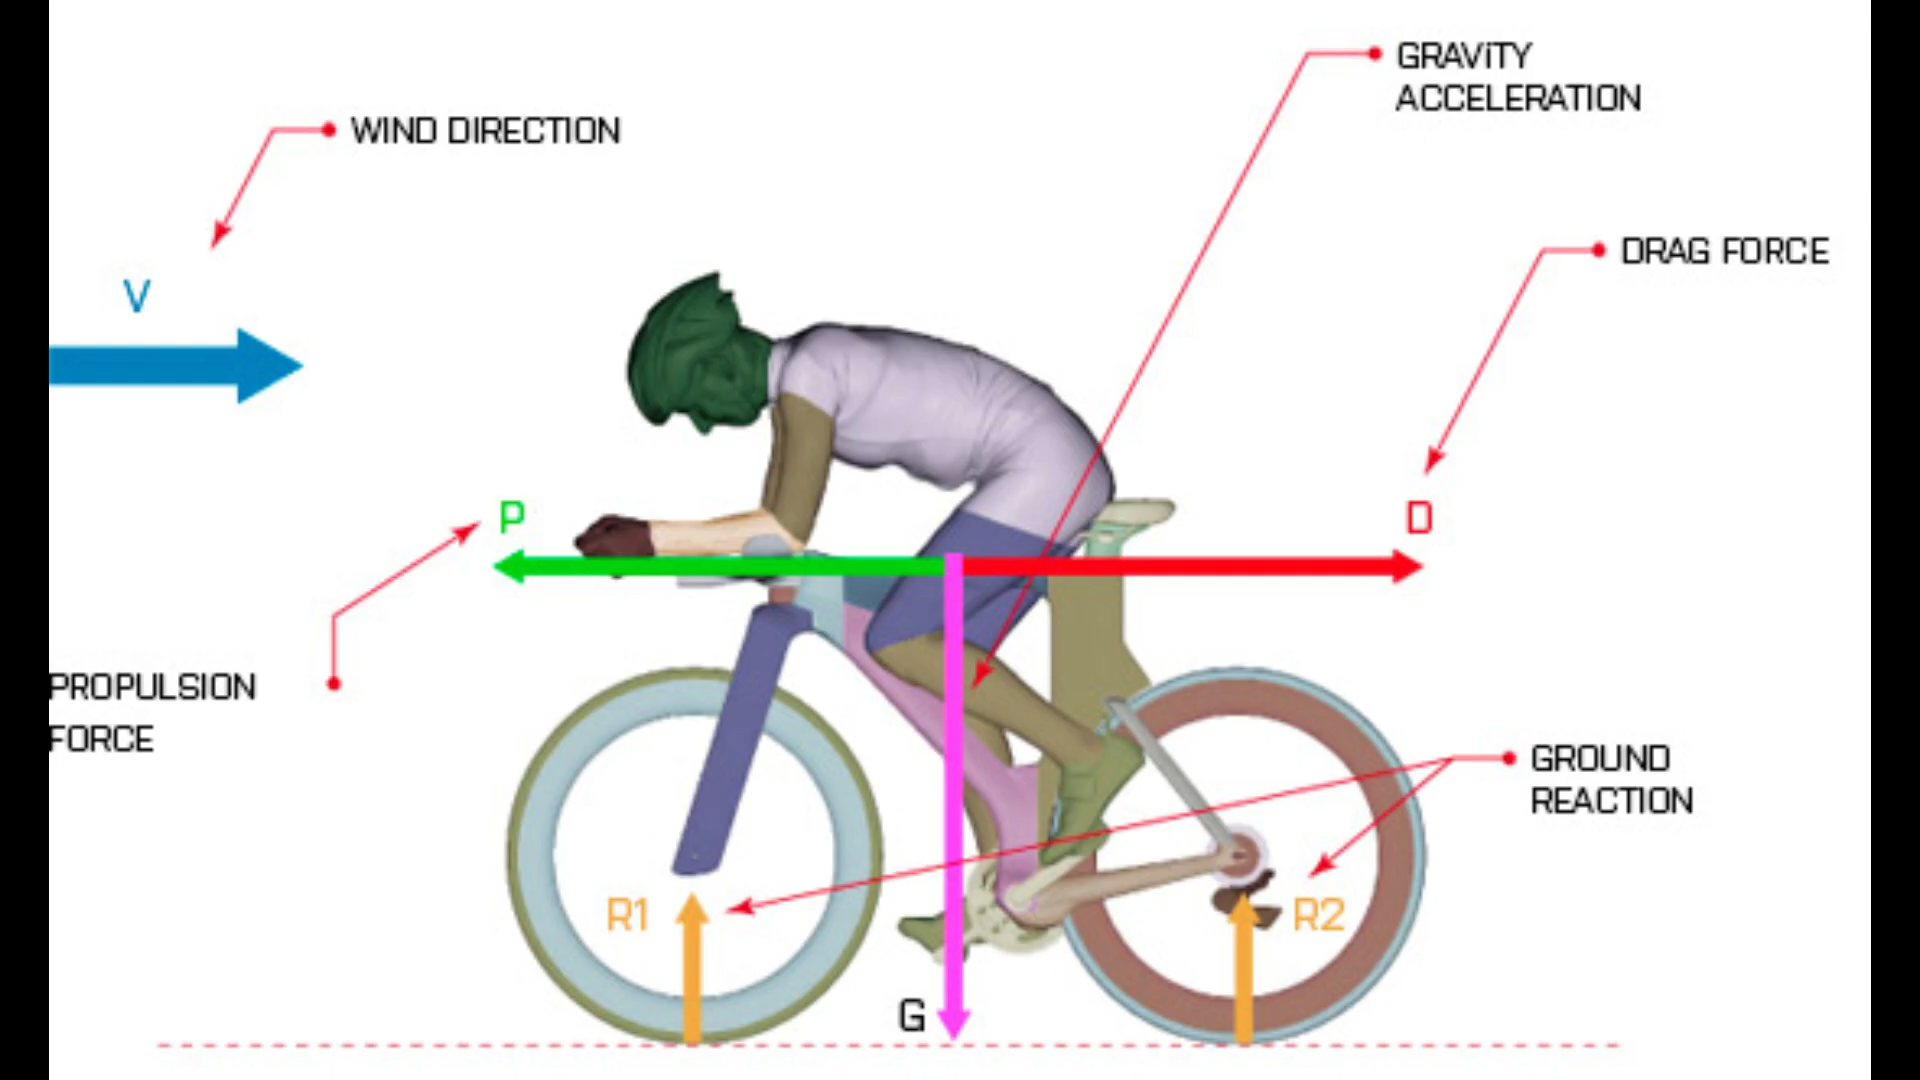 GRAViTY
ACCELERATION
WIND DIRECTION
DRAG FORCE
V
P
D
PROPULSION
FORCE
GROUND
REACTION
R1
R2
G